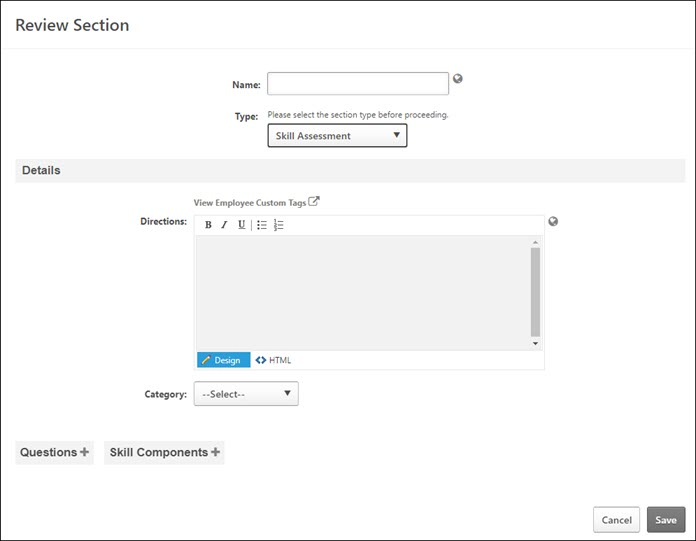 Review Section
Name:
Type: Please select the section type before proceeding.
Skill Assessment
Details
View Employee Custom Tags
Directions: B I U
Design HTML
Category: --Select--
Questions + Skill Components +
Cancel Save